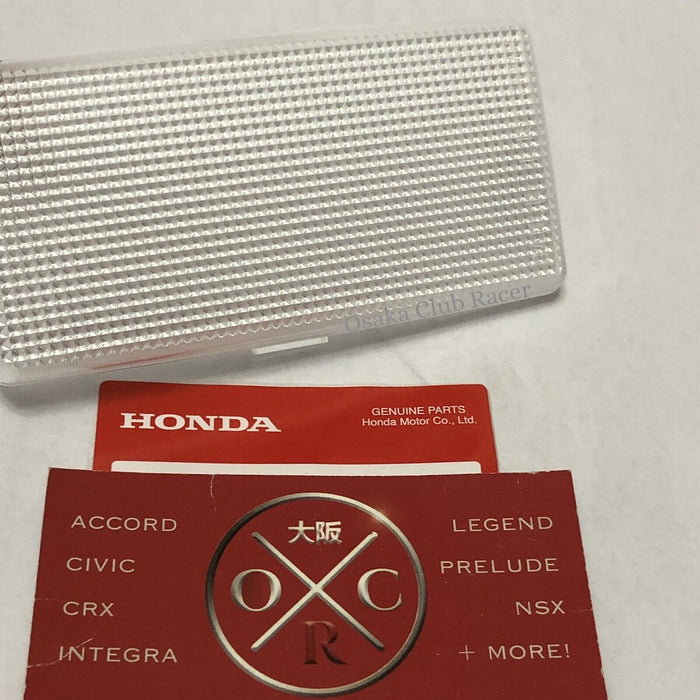 Osaka Club Racer
HONDA
GENUINE PARTS
Honda Motor Co., Ltd.
ACCORD
CIVIC
CRX
INTEGRA
大阪
O C
R
LEGEND
PRELUDE
NSX
+ MORE!